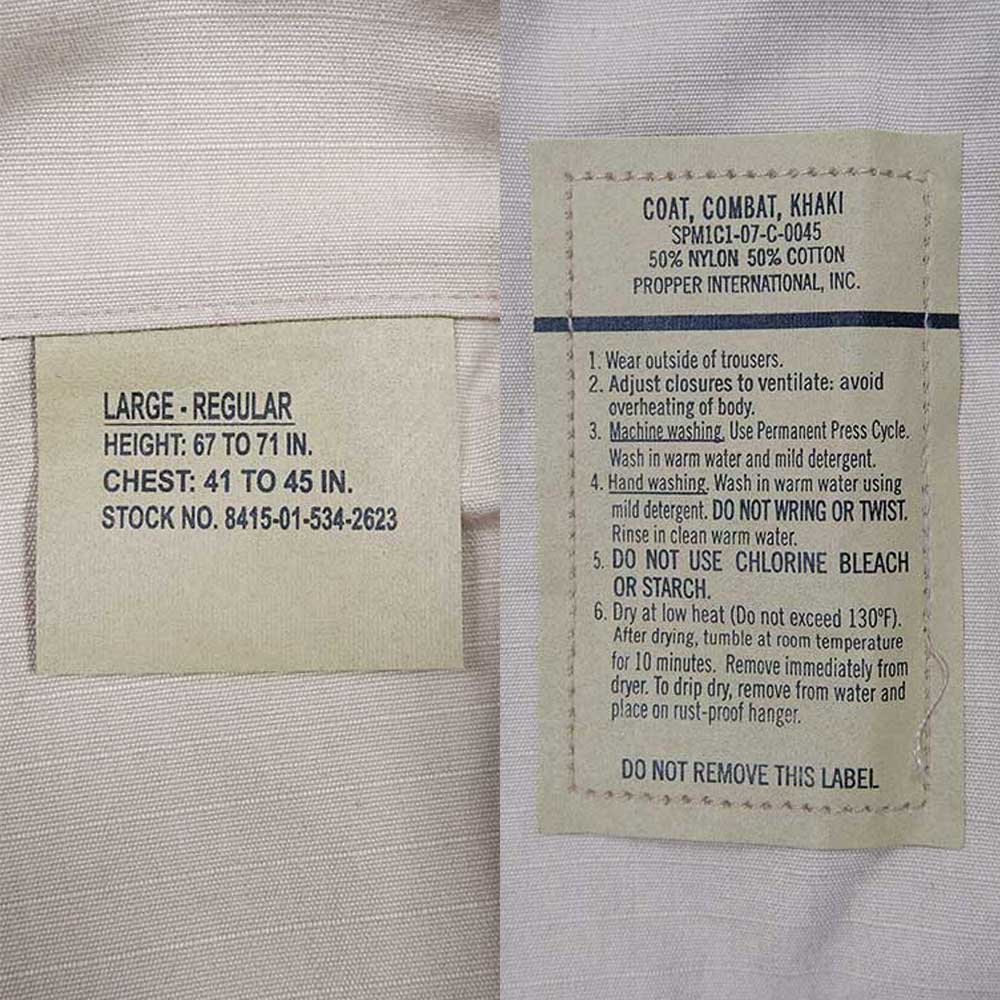 LARGE - REGULAR
HEIGHT: 67 TO 71 IN.
CHEST: 41 TO 45 IN.
STOCK NO. 8415-01-534-2623
COAT, COMBAT, KHAKI
SPM1C1-07-C-0045
50% NYLON 50% COTTON
PROPPER INTERNATIONAL, INC.
1. Wear outside of trousers.
2. Adjust closures to ventilate: avoid
overheating of body.
3. Machine washing. Use Permanent Press Cycle.
Wash in warm water and mild detergent.
4. Hand washing. Wash in warm water using
mild detergent. DO NOT WRING OR TWIST.
Rinse in clean warm water.
5. DO NOT USE CHLORINE BLEACH
OR STARCH.
6. Dry at low heat (Do not exceed 130ºF).
After drying, tumble at room temperature
for 10 minutes. Remove immediately from
dryer. To drip dry, remove from water and
place on rust-proof hanger.
DO NOT REMOVE THIS LABEL